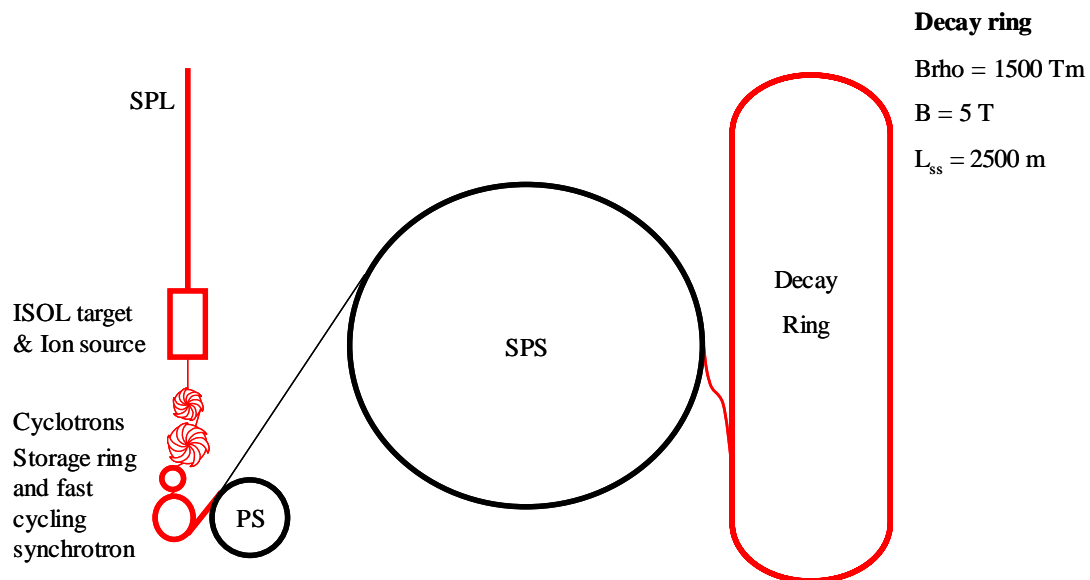 Decay ring
Brho = 1500 Tm
B = 5 T
Lss = 2500 m
SPL
ISOL target
& Ion source
Cyclotrons
Storage ring
and fast
cycling
synchrotron
PS
SPS
Decay
Ring